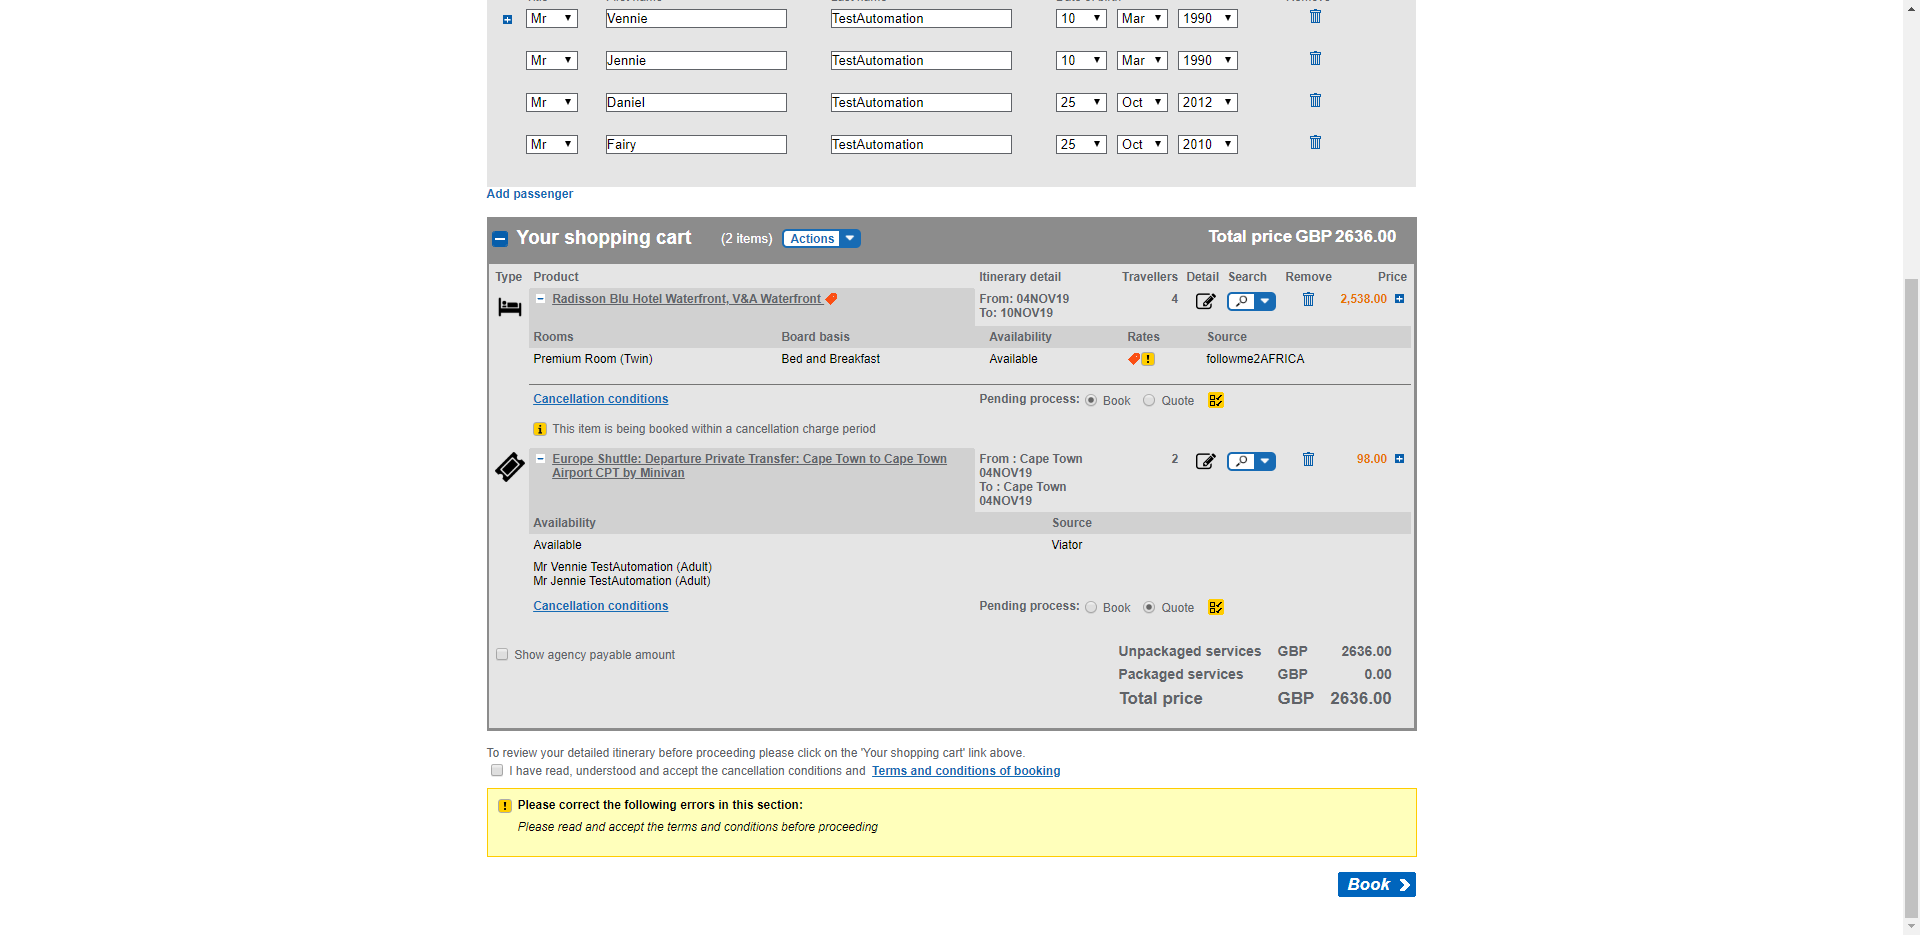 Mr Vennie TestAutomation 10 Mar 1990
Mr Jennie TestAutomation 10 Mar 1990
Mr Daniel TestAutomation 25 Oct 2012
Mr Fairy TestAutomation 25 Oct 2010
Add passenger
Your shopping cart (2 items) Actions Total price GBP 2636.00
Type Product Itinerary detail Travellers Detail Search Remove Price
Radisson Blu Hotel Waterfront, V&A Waterfront From: 04NOV19 4 2,538.00
To: 10NOV19
Rooms Board basis Availability Rates Source
Premium Room (Twin) Bed and Breakfast Available followme2AFRICA
Cancellation conditions Pending process: Book Quote
This item is being booked within a cancellation charge period
Europe Shuttle: Departure Private Transfer: Cape Town to Cape Town From : Cape Town 2 98.00
Airport CPT by Minivan 04NOV19
To : Cape Town
04NOV19
Availability Source
Available Viator
Mr Vennie TestAutomation (Adult)
Mr Jennie TestAutomation (Adult)
Cancellation conditions Pending process: Book Quote
Show agency payable amount Unpackaged services GBP 2636.00
Packaged services GBP 0.00
Total price GBP 2636.00
To review your detailed itinerary before proceeding please click on the 'Your shopping cart' link above.
I have read, understood and accept the cancellation conditions and Terms and conditions of booking
Please correct the following errors in this section:
Please read and accept the terms and conditions before proceeding
Book